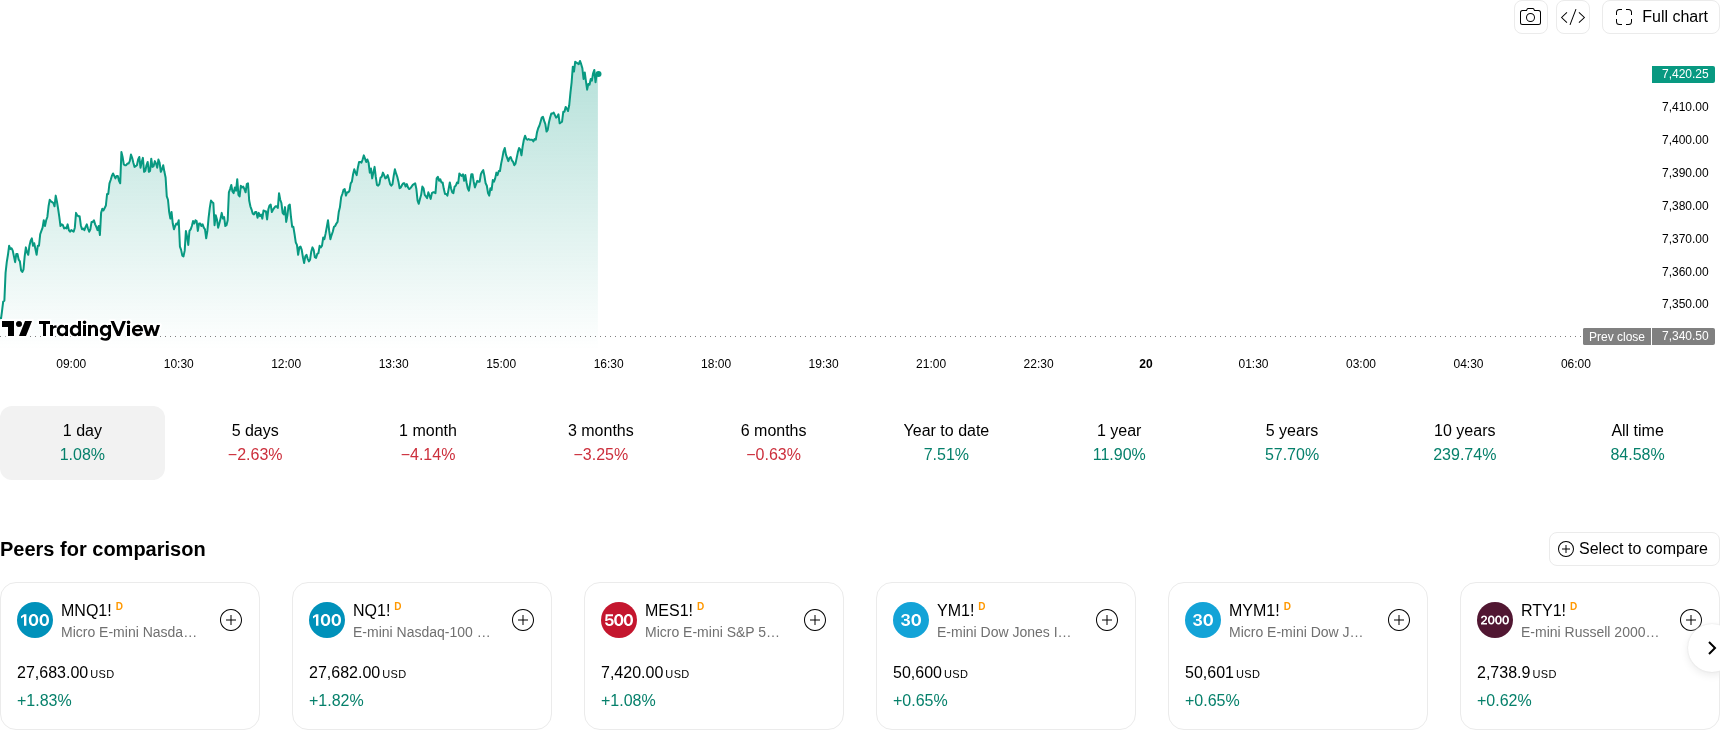 Full chart
7,420.25
7,410.00
7,400.00
7,390.00
7,380.00
7,370.00
7,360.00
7,350.00
TradingView
Prev close 7,340.50
09:00 10:30 12:00 13:30 15:00 16:30 18:00 19:30 21:00 22:30 20 01:30 03:00 04:30 06:00
1 day 5 days 1 month 3 months 6 months Year to date 1 year 5 years 10 years All time
1.08% −2.63% −4.14% −3.25% −0.63% 7.51% 11.90% 57.70% 239.74% 84.58%
Peers for comparison
Select to compare
100 MNQ1! D
Micro E-mini Nasda…
27,683.00 USD
+1.83%
100 NQ1! D
E-mini Nasdaq-100 …
27,682.00 USD
+1.82%
500 MES1! D
Micro E-mini S&P 5…
7,420.00 USD
+1.08%
30 YM1! D
E-mini Dow Jones I…
50,600 USD
+0.65%
30 MYM1! D
Micro E-mini Dow J…
50,601 USD
+0.65%
2000 RTY1! D
E-mini Russell 2000…
2,738.9 USD
+0.62%